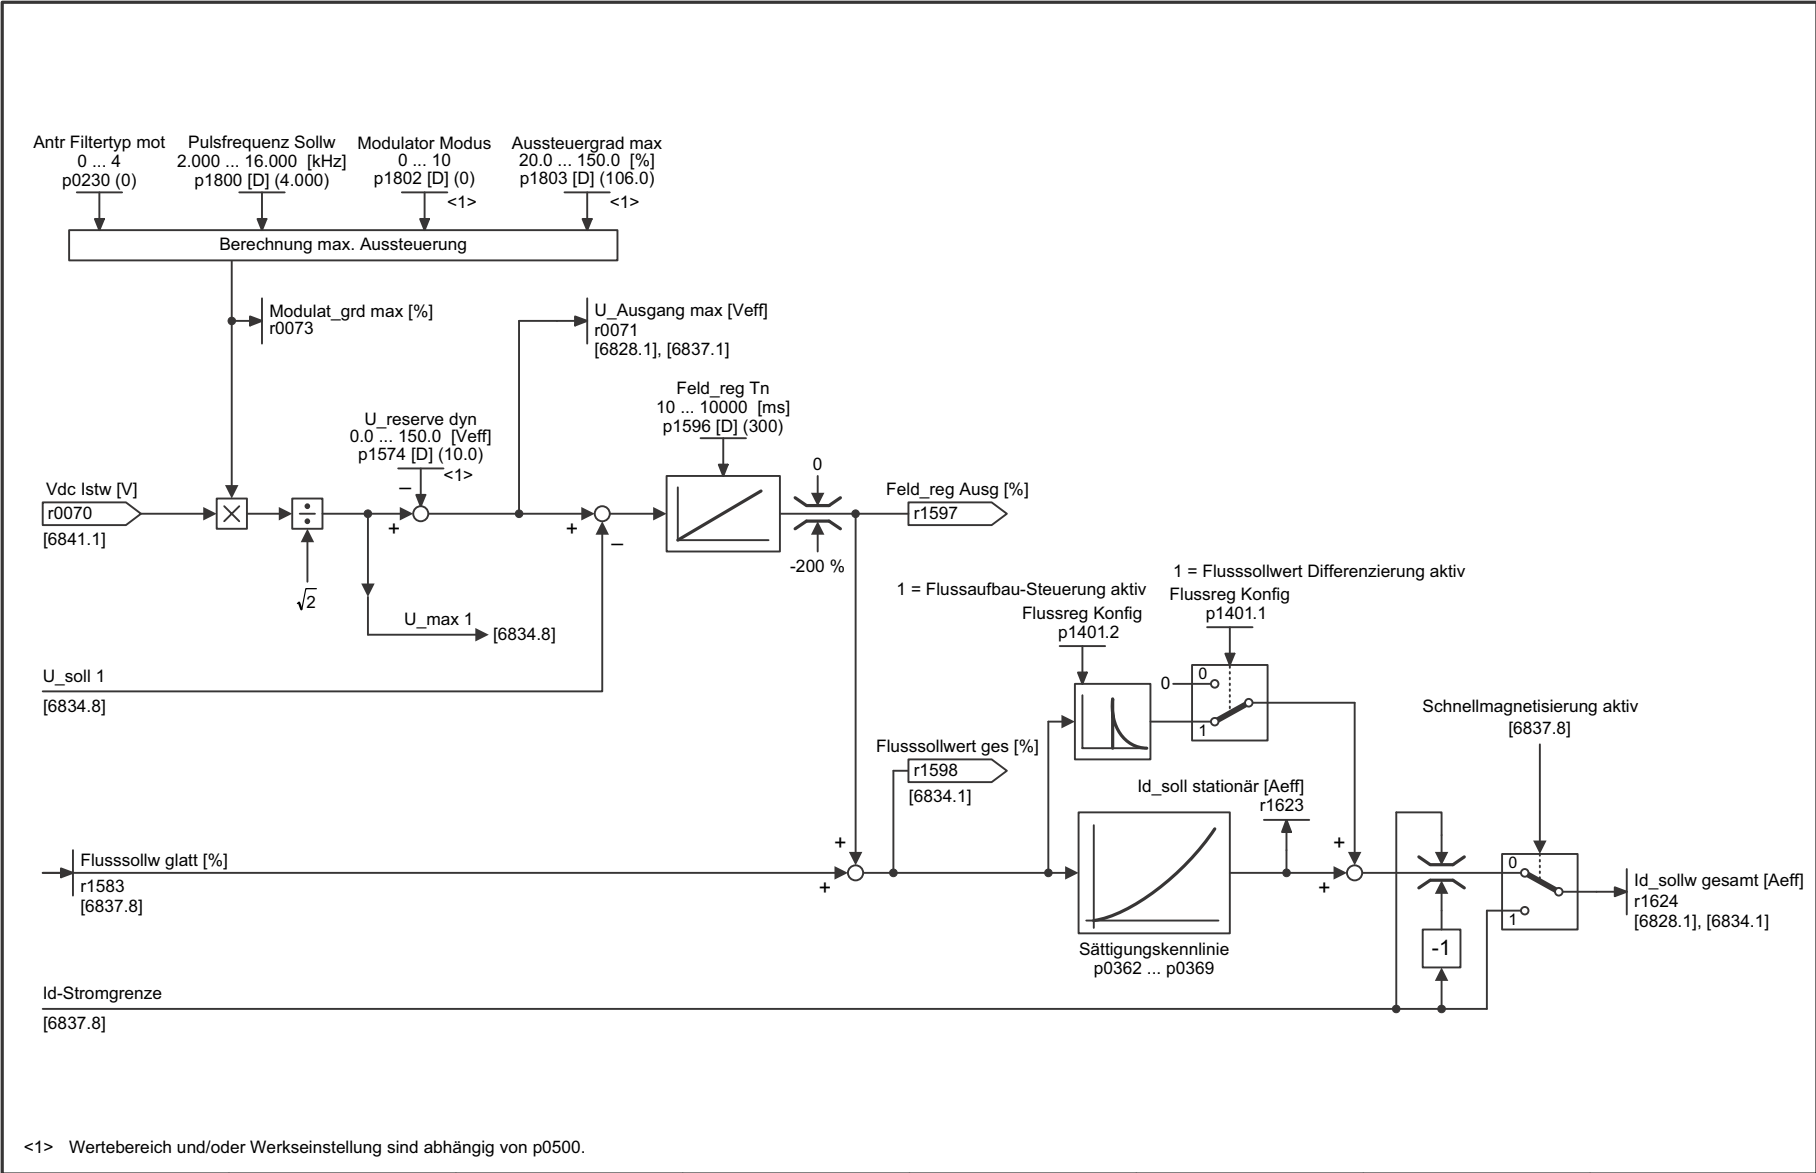 Antr Filtertyp mot
0 ... 4
p0230 (0)
Pulsfrequenz Sollw
2.000 ... 16.000 [kHz]
p1800 [D] (4.000)
Modulator Modus
0 ... 10
p1802 [D] (0)
<1>
Aussteuergrad max
20.0 ... 150.0 [%]
p1803 [D] (106.0)
<1>
Berechnung max. Aussteuerung
Modulat_grd max [%]
r0073
U_Ausgang max [Veff]
r0071
[6828.1], [6837.1]
Feld_reg Tn
10 ... 10000 [ms]
p1596 [D] (300)
U_reserve dyn
0.0 ... 150.0 [Veff]
p1574 [D] (10.0)
<1>
Vdc Istw [V]
r0070
[6841.1]
×
÷
√2
–
+
+
–
0
-200 %
Feld_reg Ausg [%]
r1597
U_max 1
[6834.8]
U_soll 1
[6834.8]
1 = Flussaufbau-Steuerung aktiv
Flussreg Konfig
p1401.2
1 = Flusssollwert Differenzierung aktiv
Flussreg Konfig
p1401.1
0
0
1
Schnellmagnetisierung aktiv
[6837.8]
Flusssollwert ges [%]
r1598
[6834.1]
Id_soll stationär [Aeff]
r1623
+
+
+
+
Flusssollw glatt [%]
r1583
[6837.8]
Sättigungskennlinie
p0362 ... p0369
-1
0
1
Id_sollw gesamt [Aeff]
r1624
[6828.1], [6834.1]
Id-Stromgrenze
[6837.8]
<1> Wertebereich und/oder Werkseinstellung sind abhängig von p0500.